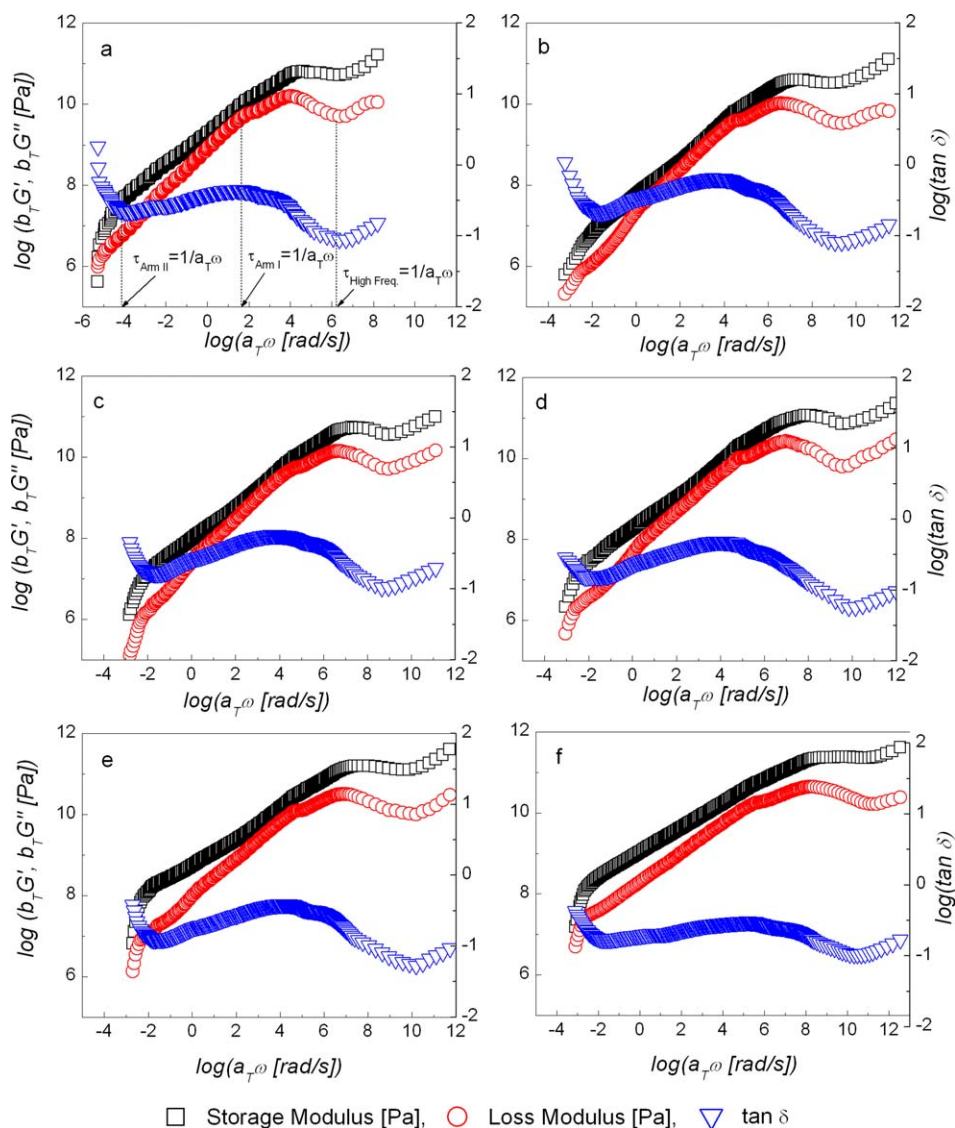 a
b
12
10
8
6
2
1
0
-1
-2
12
10
8
6
2
1
0
-1
-2
log (b_T G', b_T G'' [Pa])
log(tan δ)
τ_Arm II=1/a_Tω
τ_Arm I=1/a_Tω
τ_High Freq.=1/a_Tω
-6 -4 -2 0 2 4 6 8 10 12
-4 -2 0 2 4 6 8 10 12
log(a_Tω [rad/s])
log(a_Tω [rad/s])
c
d
12
10
8
6
2
1
0
-1
-2
12
10
8
6
2
1
0
-1
-2
log (b_T G', b_T G'' [Pa])
log(tan δ)
-4 -2 0 2 4 6 8 10 12
-4 -2 0 2 4 6 8 10 12
log(a_Tω [rad/s])
log(a_Tω [rad/s])
e
f
12
10
8
6
2
1
0
-1
-2
12
10
8
6
2
1
0
-1
-2
log (b_T G', b_T G'' [Pa])
log(tan δ)
-4 -2 0 2 4 6 8 10 12
-4 -2 0 2 4 6 8 10 12
log(a_Tω [rad/s])
log(a_Tω [rad/s])
Storage Modulus [Pa], Loss Modulus [Pa], tan δ